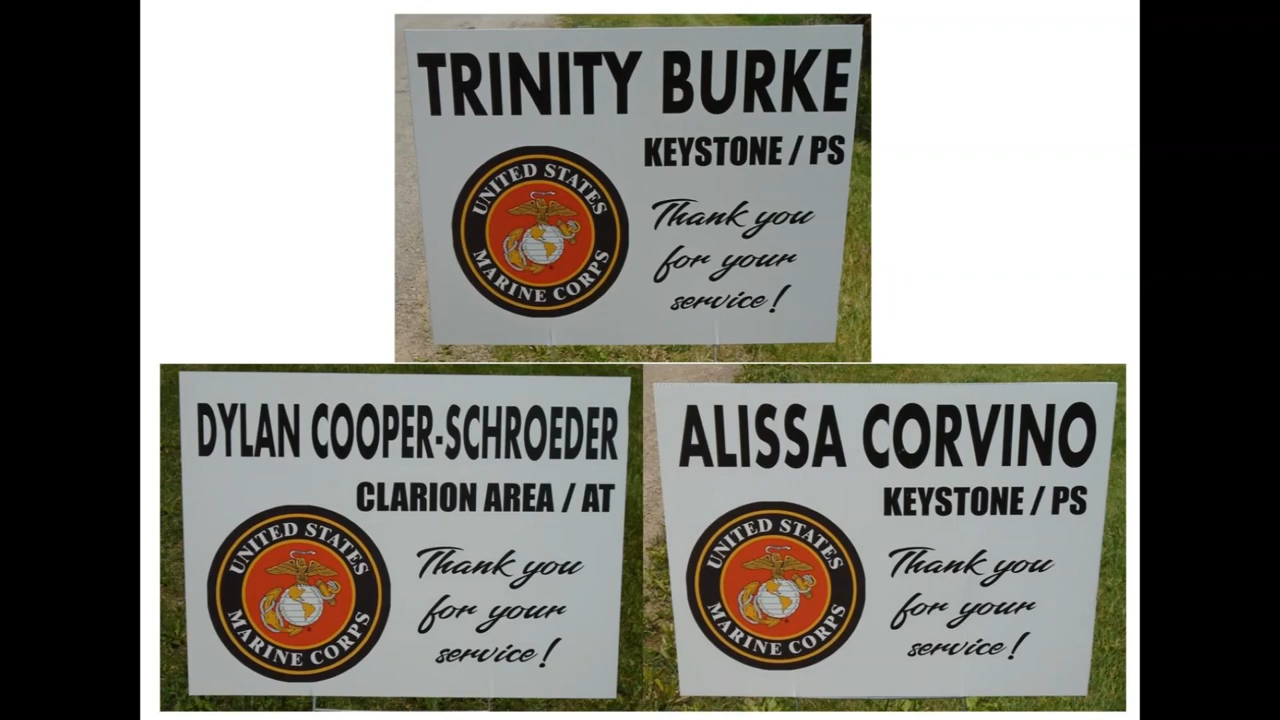 TRINITY BURKE
KEYSTONE / PS
UNITED STATES
MARINE CORPS
Thank you
for your
service!
DYLAN COOPER-SCHROEDER
CLARION AREA / AT
UNITED STATES
MARINE CORPS
Thank you
for your
service!
ALISSA CORVINO
KEYSTONE / PS
UNITED STATES
MARINE CORPS
Thank you
for your
service!